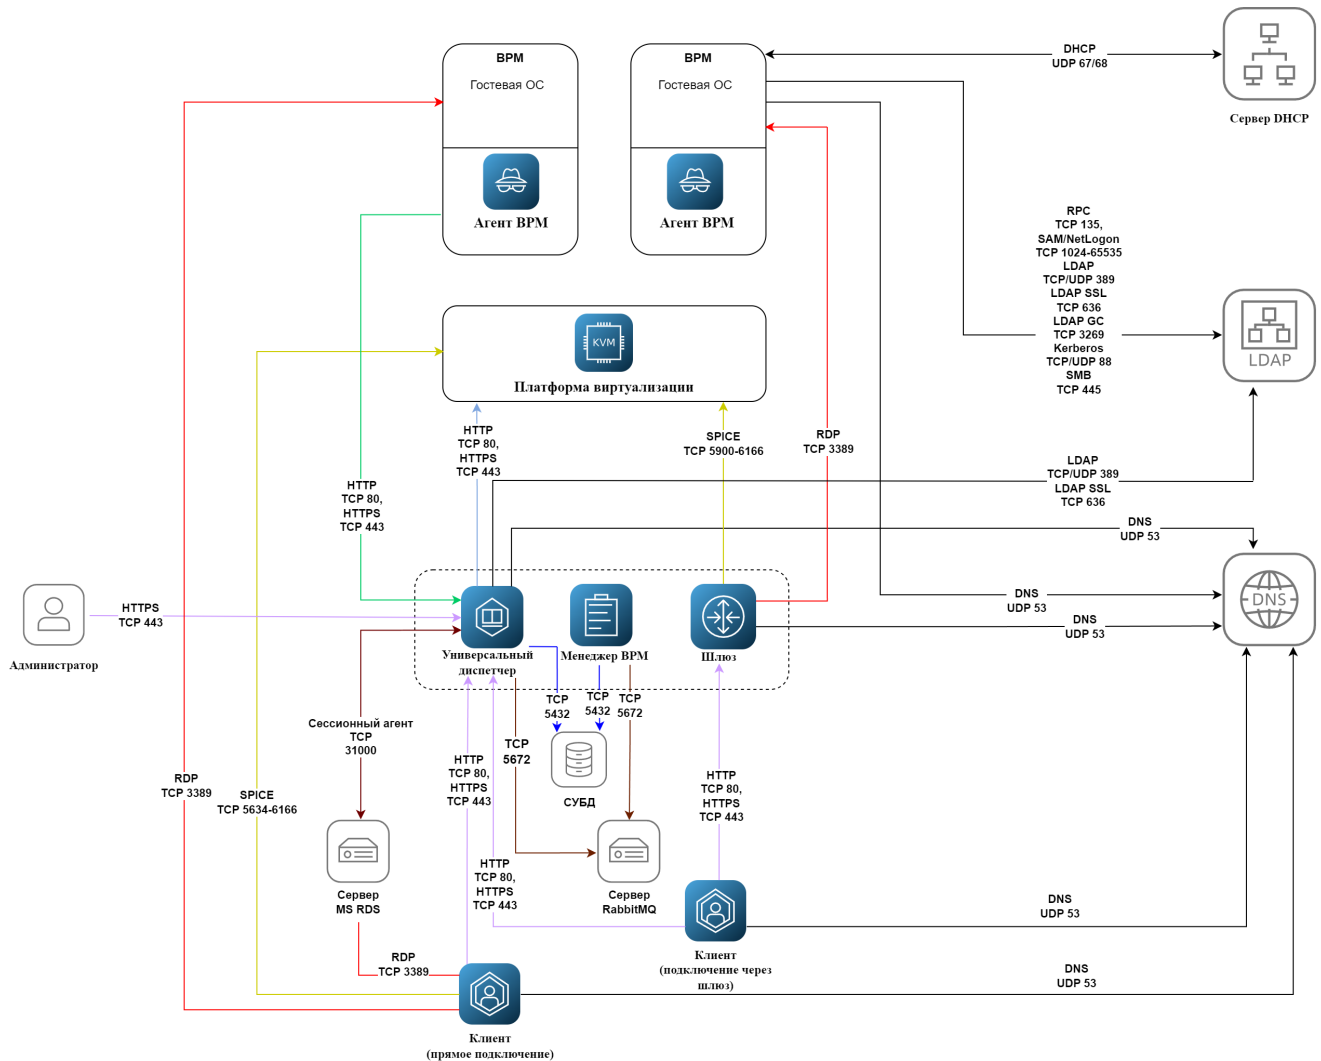 ВРМ
Гостевая ОС
Агент ВРМ
ВРМ
Гостевая ОС
Агент ВРМ
DHCP
UDP 67/68
Сервер DHCP
RPC
TCP 135,
SAM/NetLogon
TCP 1024-65535
LDAP
TCP/UDP 389
LDAP SSL
TCP 636
LDAP GC
TCP 3269
Kerberos
TCP/UDP 88
SMB
TCP 445
LDAP
KVM
Платформа виртуализации
HTTP
TCP 80,
HTTPS
TCP 443
SPICE
TCP 5900-6166
RDP
TCP 3389
LDAP
TCP/UDP 389
LDAP SSL
TCP 636
HTTP
TCP 80,
HTTPS
TCP 443
DNS
UDP 53
DNS
UDP 53
DNS
UDP 53
DNS
HTTPS
TCP 443
Администратор
Универсальный
диспетчер
Менеджер ВРМ
Шлюз
TCP
5432
TCP
5432
TCP
5672
TCP
5672
СУБД
Сессионный агент
TCP
31000
RDP
TCP 3389
SPICE
TCP 5634-6166
HTTP
TCP 80,
HTTPS
TCP 443
HTTP
TCP 80,
HTTPS
TCP 443
HTTP
TCP 80,
HTTPS
TCP 443
Сервер
MS RDS
Сервер
RabbitMQ
DNS
UDP 53
Клиент
(подключение через
шлюз)
RDP
TCP 3389
DNS
UDP 53
Клиент
(прямое подключение)